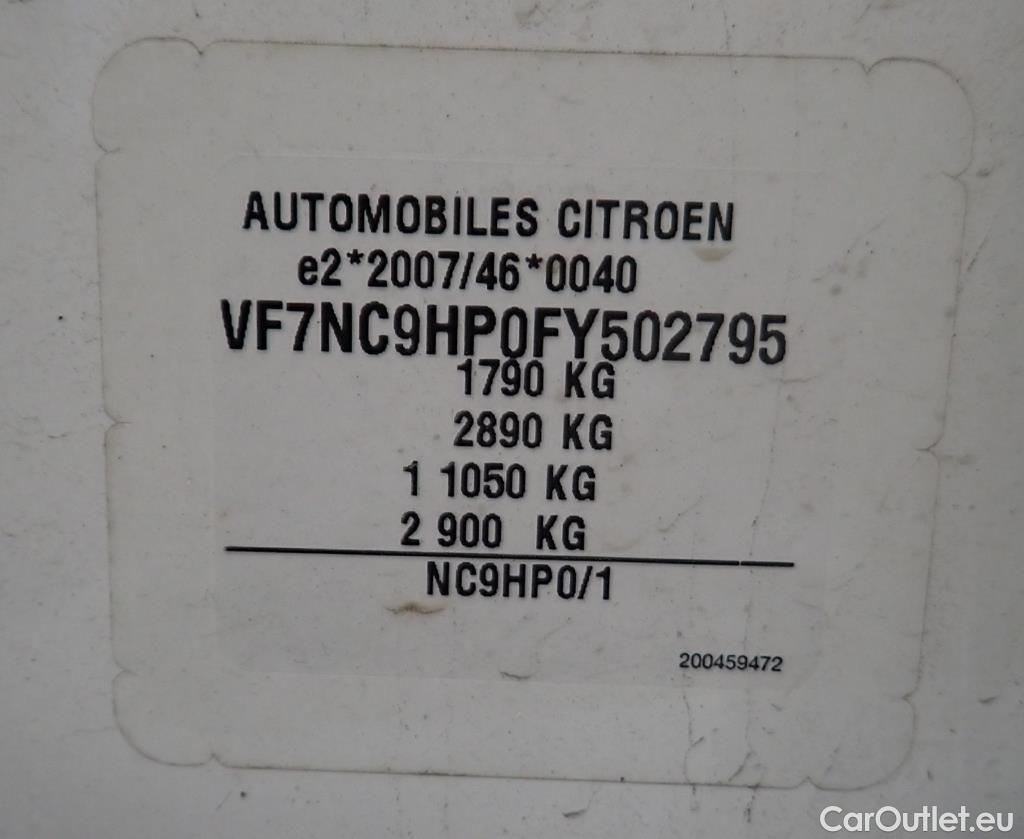 AUTOMOBILES CITROEN
e2*2007/46*0040
VF7NC9HP0FY502795
1790 KG
2890 KG
1 1050 KG
2 900 KG
NC9HP0/1
200459472
CarOutlet.eu